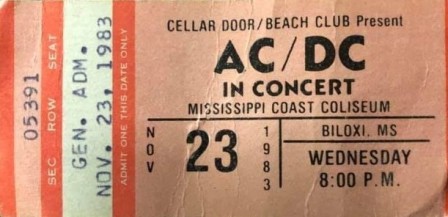 05391
SEC - ROW SEAT
GEN. ADM.
NOV. 23, 1983
ADMIT ONE THIS DATE ONLY
CELLAR DOOR/BEACH CLUB Present
AC/DC
IN CONCERT
MISSISSIPPI COAST COLISEUM
NOV
23
1983
BILOXI, MS
WEDNESDAY
8:00 P.M.